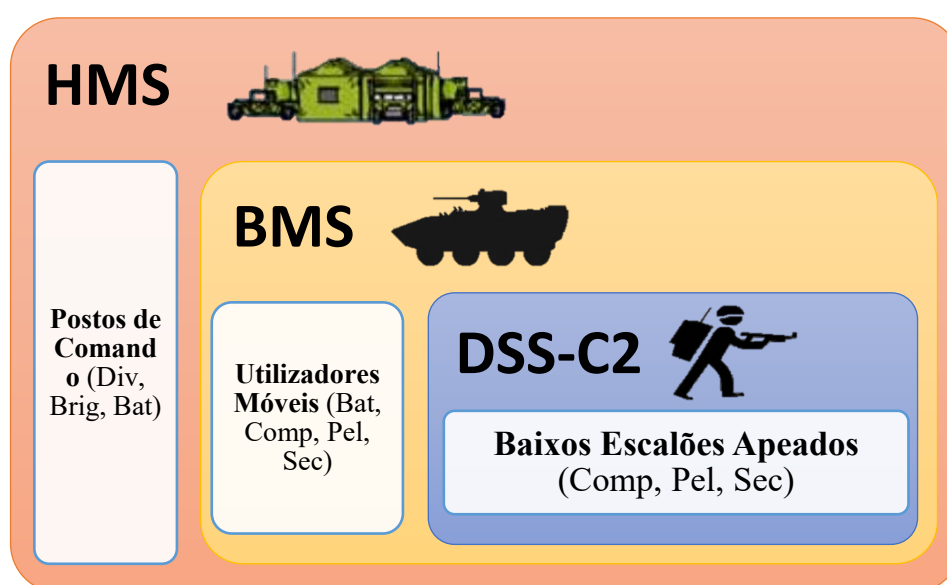 HMS
Postos de
Comand
o (Div,
Brig, Bat)
BMS
Utilizadores
Móveis (Bat,
Comp, Pel,
Sec)
DSS-C2
Baixos Escalões Apeados
(Comp, Pel, Sec)